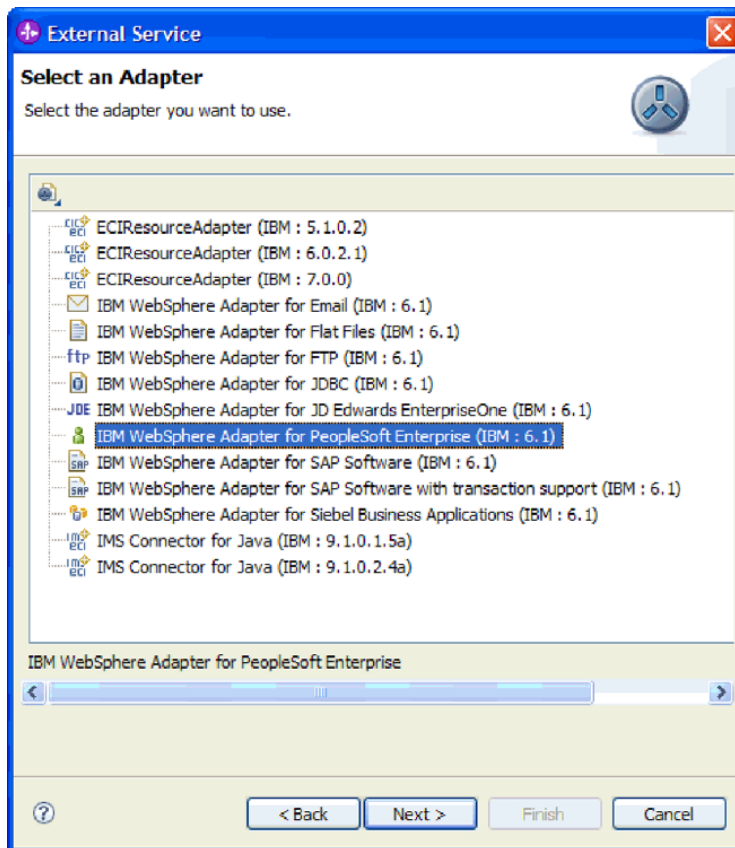 External Service
Select an Adapter
Select the adapter you want to use.
ECIResourceAdapter (IBM : 5.1.0.2)
ECIResourceAdapter (IBM : 6.0.2.1)
ECIResourceAdapter (IBM : 7.0.0)
IBM WebSphere Adapter for Email (IBM : 6.1)
IBM WebSphere Adapter for Flat Files (IBM : 6.1)
ftp IBM WebSphere Adapter for FTP (IBM : 6.1)
IBM WebSphere Adapter for JDBC (IBM : 6.1)
JDE IBM WebSphere Adapter for JD Edwards EnterpriseOne (IBM : 6.1)
IBM WebSphere Adapter for PeopleSoft Enterprise (IBM : 6.1)
SAP IBM WebSphere Adapter for SAP Software (IBM : 6.1)
SAP IBM WebSphere Adapter for SAP Software with transaction support (IBM : 6.1)
IBM WebSphere Adapter for Siebel Business Applications (IBM : 6.1)
IMS Connector for Java (IBM : 9.1.0.1.5a)
IMS Connector for Java (IBM : 9.1.0.2.4a)
IBM WebSphere Adapter for PeopleSoft Enterprise
? < Back Next > Finish Cancel